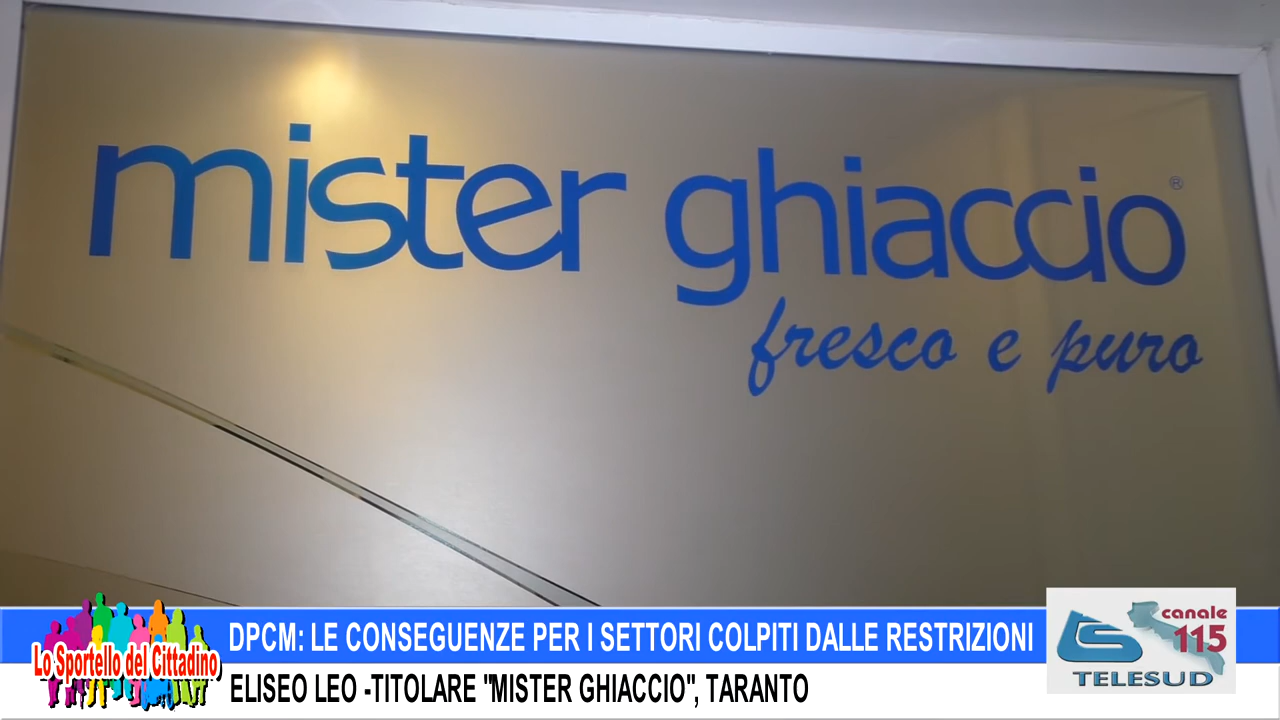 mister ghiaccio ®
fresco e puro
DPCM: LE CONSEGUENZE PER I SETTORI COLPITI DALLE RESTRIZIONI
ELISEO LEO -TITOLARE "MISTER GHIACCIO", TARANTO
Lo Sportello del Cittadino
canale
115
TELESUD